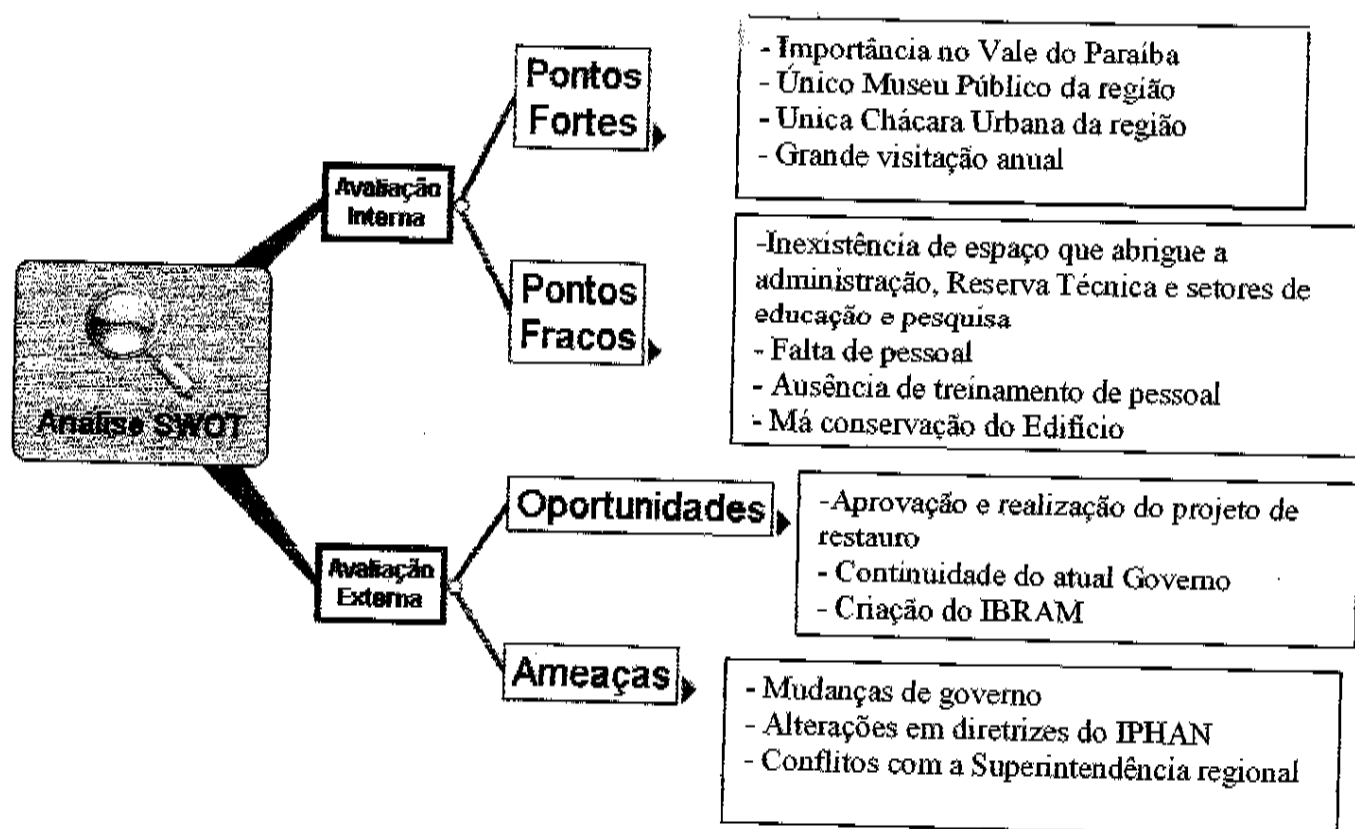 Análise SWOT
Avaliação
Interna
Pontos
Fortes
- Importância no Vale do Paraíba
- Único Museu Público da região
- Unica Chácara Urbana da região
- Grande visitação anual
Pontos
Fracos
-Inexistência de espaço que abrigue a
administração, Reserva Técnica e setores de
educação e pesquisa
- Falta de pessoal
- Ausência de treinamento de pessoal
- Má conservação do Edifício
Avaliação
Externa
Oportunidades
-Aprovação e realização do projeto de
restauro
- Continuidade do atual Governo
- Criação do IBRAM
Ameaças
- Mudanças de governo
- Alterações em diretrizes do IPHAN
- Conflitos com a Superintendência regional